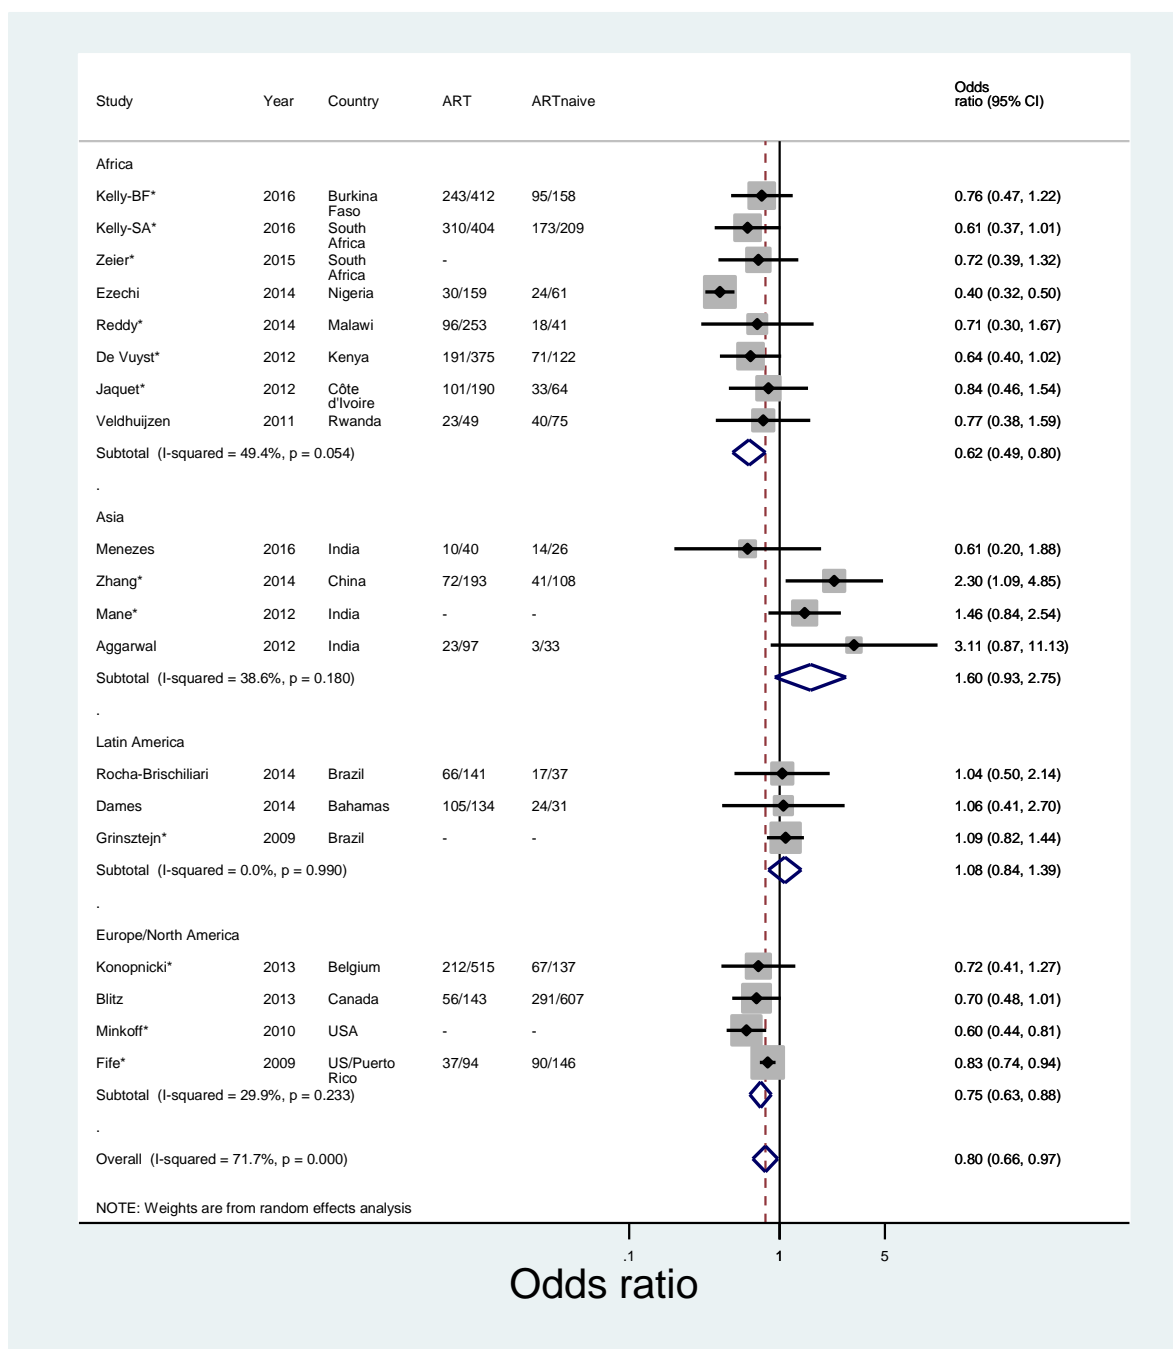 Odds
Study Year Country ART ARTnaive ratio (95% CI)
Africa
Kelly-BF* 2016 Burkina 243/412 95/158 0.76 (0.47, 1.22)
Faso
Kelly-SA* 2016 South 310/404 173/209 0.61 (0.37, 1.01)
Africa
Zeier* 2015 South - 0.72 (0.39, 1.32)
Africa
Ezechi 2014 Nigeria 30/159 24/61 0.40 (0.32, 0.50)
Reddy* 2014 Malawi 96/253 18/41 0.71 (0.30, 1.67)
De Vuyst* 2012 Kenya 191/375 71/122 0.64 (0.40, 1.02)
Jaquet* 2012 Côte 101/190 33/64 0.84 (0.46, 1.54)
d'Ivoire
Veldhuijzen 2011 Rwanda 23/49 40/75 0.77 (0.38, 1.59)
Subtotal (I-squared = 49.4%, p = 0.054) 0.62 (0.49, 0.80)
.
Asia
Menezes 2016 India 10/40 14/26 0.61 (0.20, 1.88)
Zhang* 2014 China 72/193 41/108 2.30 (1.09, 4.85)
Mane* 2012 India - - 1.46 (0.84, 2.54)
Aggarwal 2012 India 23/97 3/33 3.11 (0.87, 11.13)
Subtotal (I-squared = 38.6%, p = 0.180) 1.60 (0.93, 2.75)
.
Latin America
Rocha-Brischiliari 2014 Brazil 66/141 17/37 1.04 (0.50, 2.14)
Dames 2014 Bahamas 105/134 24/31 1.06 (0.41, 2.70)
Grinsztejn* 2009 Brazil - - 1.09 (0.82, 1.44)
Subtotal (I-squared = 0.0%, p = 0.990) 1.08 (0.84, 1.39)
.
Europe/North America
Konopnicki* 2013 Belgium 212/515 67/137 0.72 (0.41, 1.27)
Blitz 2013 Canada 56/143 291/607 0.70 (0.48, 1.01)
Minkoff* 2010 USA - - 0.60 (0.44, 0.81)
Fife* 2009 US/Puerto 37/94 90/146 0.83 (0.74, 0.94)
Rico
Subtotal (I-squared = 29.9%, p = 0.233) 0.75 (0.63, 0.88)
.
Overall (I-squared = 71.7%, p = 0.000) 0.80 (0.66, 0.97)
NOTE: Weights are from random effects analysis
.1 1 5
Odds ratio